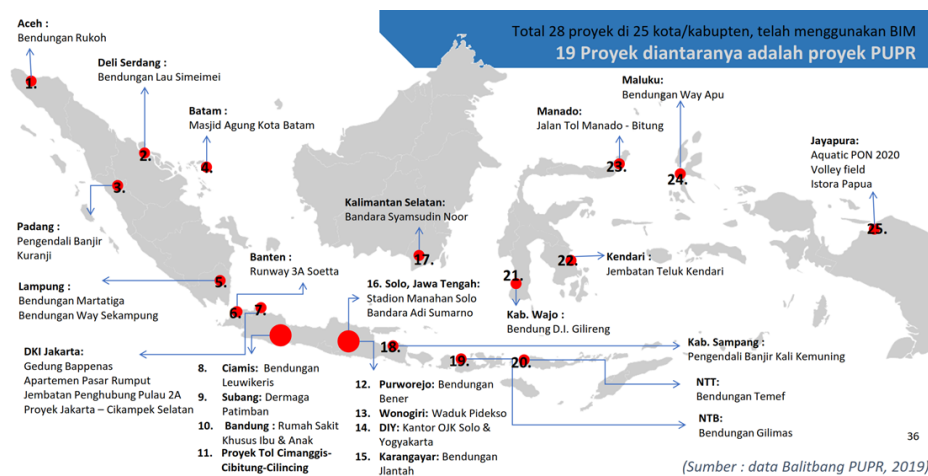 Total 28 proyek di 25 kota/kabupten, telah menggunakan BIM
19 Proyek diantaranya adalah proyek PUPR
Aceh :
Bendungan Rukoh
Deli Serdang :
Bendungan Lau Simeimei
Batam :
Masjid Agung Kota Batam
Manado :
Jalan Tol Manado - Bitung
Maluku:
Bendungan Way Apu
Jayapura:
Aquatic PON 2020
Volley field
Istora Papua
1.
2.
3.
4.
23.
24.
25.
Padang :
Pengendali Banjir
Kuranji
Kalimantan Selatan:
Bandara Syamsudin Noor
17.
Lampung :
Bendungan Martatiga
Bendungan Way Sekampung
5.
Banten :
Runway 3A Soetta
6.
7.
16. Solo, Jawa Tengah:
Stadion Manahan Solo
Bandara Adi Sumarno
21.
22.
Kendari :
Jembatan Teluk Kendari
Kab. Wajo :
Bendung D.I. Gilireng
DKI Jakarta:
Gedung Bappenas
Apartemen Pasar Rumput
Jembatan Penghubung Pulau 2A
Proyek Jakarta – Cikampek Selatan
8. Ciamis: Bendungan
Leuwikeris
9. Subang: Dermaga
Patimban
10. Bandung : Rumah Sakit
Khusus Ibu & Anak
11. Proyek Tol Cimanggis-
Cibitung-Cilincing
12. Purworejo: Bendungan
Bener
13. Wonogiri: Waduk Pidekso
14. DIY: Kantor OJK Solo &
Yogyakarta
15. Karangayar: Bendungan
Jlantah
18.
19.
20.
Kab. Sampang :
Pengendali Banjir Kali Kemuning
NTT:
Bendungan Temef
NTB:
Bendungan Gilimas
36
(Sumber : data Balitbang PUPR, 2019)